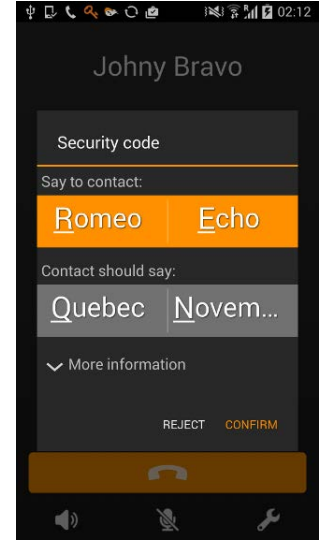 02:12
Johny Bravo
Security code
Say to contact:
Romeo Echo
Contact should say:
Quebec Novem...
More information
REJECT CONFIRM